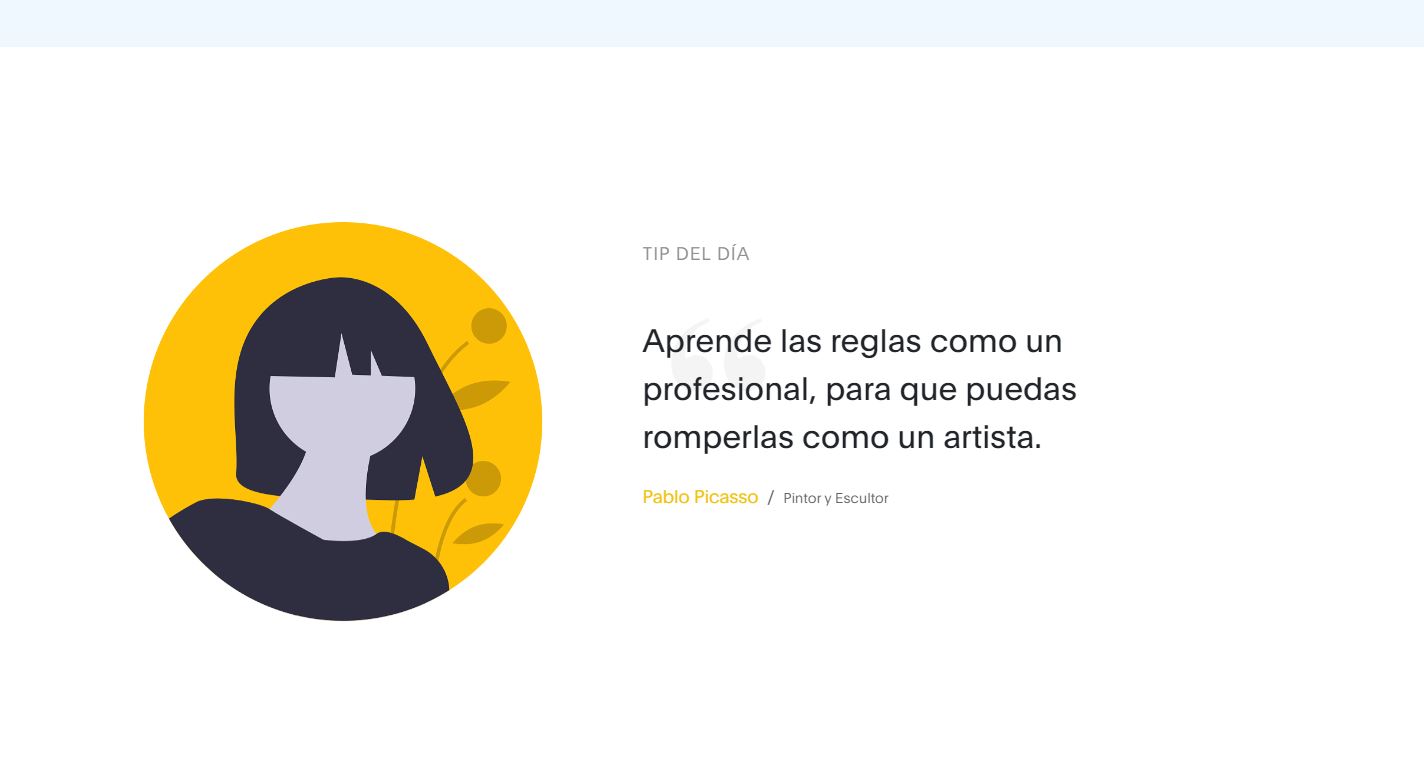 TIP DEL DÍA
Aprende las reglas como un
profesional, para que puedas
romperlas como un artista.
Pablo Picasso / Pintor y Escultor